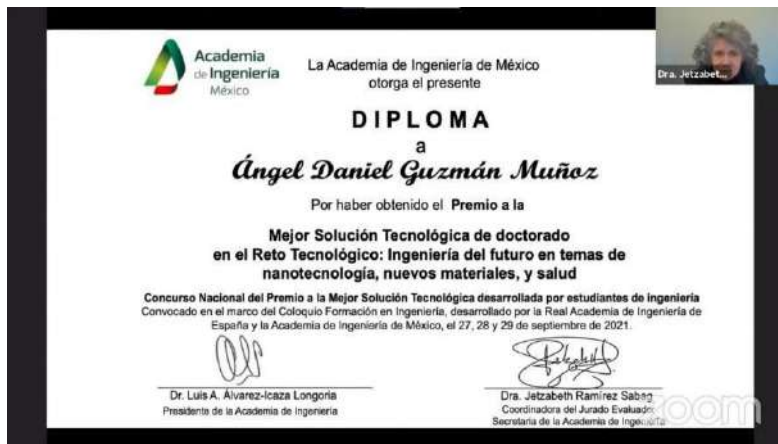 Academia
de Ingeniería
México
La Academia de Ingeniería de México
otorga el presente
Dra. Jetzabet...
DIPLOMA
a
Ángel Daniel Guzmán Muñoz
Por haber obtenido el Premio a la
Mejor Solución Tecnológica de doctorado
en el Reto Tecnológico: Ingeniería del futuro en temas de
nanotecnología, nuevos materiales, y salud
Concurso Nacional del Premio a la Mejor Solución Tecnológica desarrollada por estudiantes de ingeniería
Convocado en el marco del Coloquio Formación en Ingeniería, desarrollado por la Real Academia de Ingeniería de
España y la Academia de Ingeniería de México, el 27, 28 y 29 de septiembre de 2021.
Dr. Luis A. Álvarez-Icaza Longoria
Presidente de la Academia de Ingeniería
Dra. Jetzabeth Ramírez Sabag
Coordinadora del Jurado Evaluador
Secretaria de la Academia de Ingeniería
zoom